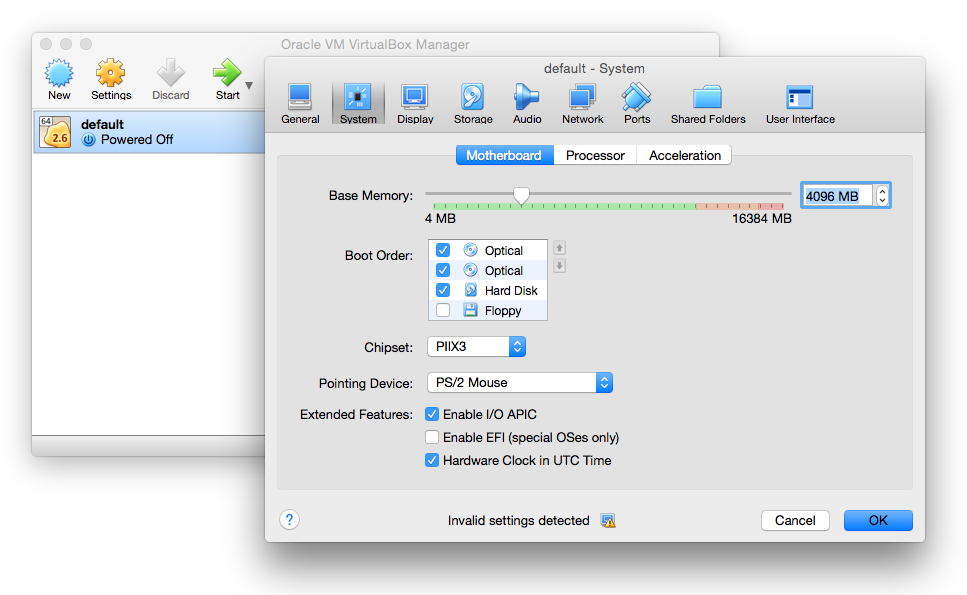 Oracle VM VirtualBox Manager
New
Settings
Discard
Start
64
2.6
default
Powered Off
default - System
General
System
Display
Storage
Audio
Network
Ports
Shared Folders
User Interface
Motherboard
Processor
Acceleration
Base Memory:
4096 MB
4 MB
16384 MB
Boot Order:
Optical
Optical
Hard Disk
Floppy
Chipset:
PIIX3
Pointing Device:
PS/2 Mouse
Extended Features:
Enable I/O APIC
Enable EFI (special OSes only)
Hardware Clock in UTC Time
?
Invalid settings detected
Cancel
OK